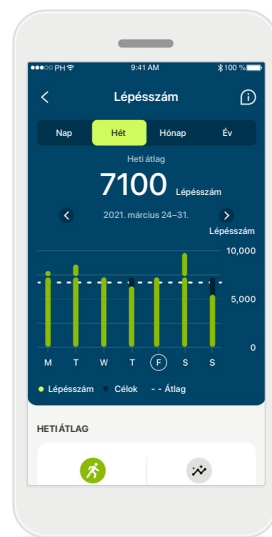 PH 9:41 AM 100 %
Lépésszám
Nap Hét Hónap Év
Heti átlag
7100 Lépésszám
2021. március 24–31.
Lépésszám
10,000
5,000
0
M T W T F S S
Lépésszám Célok - - Átlag
HETI ÁTLAG